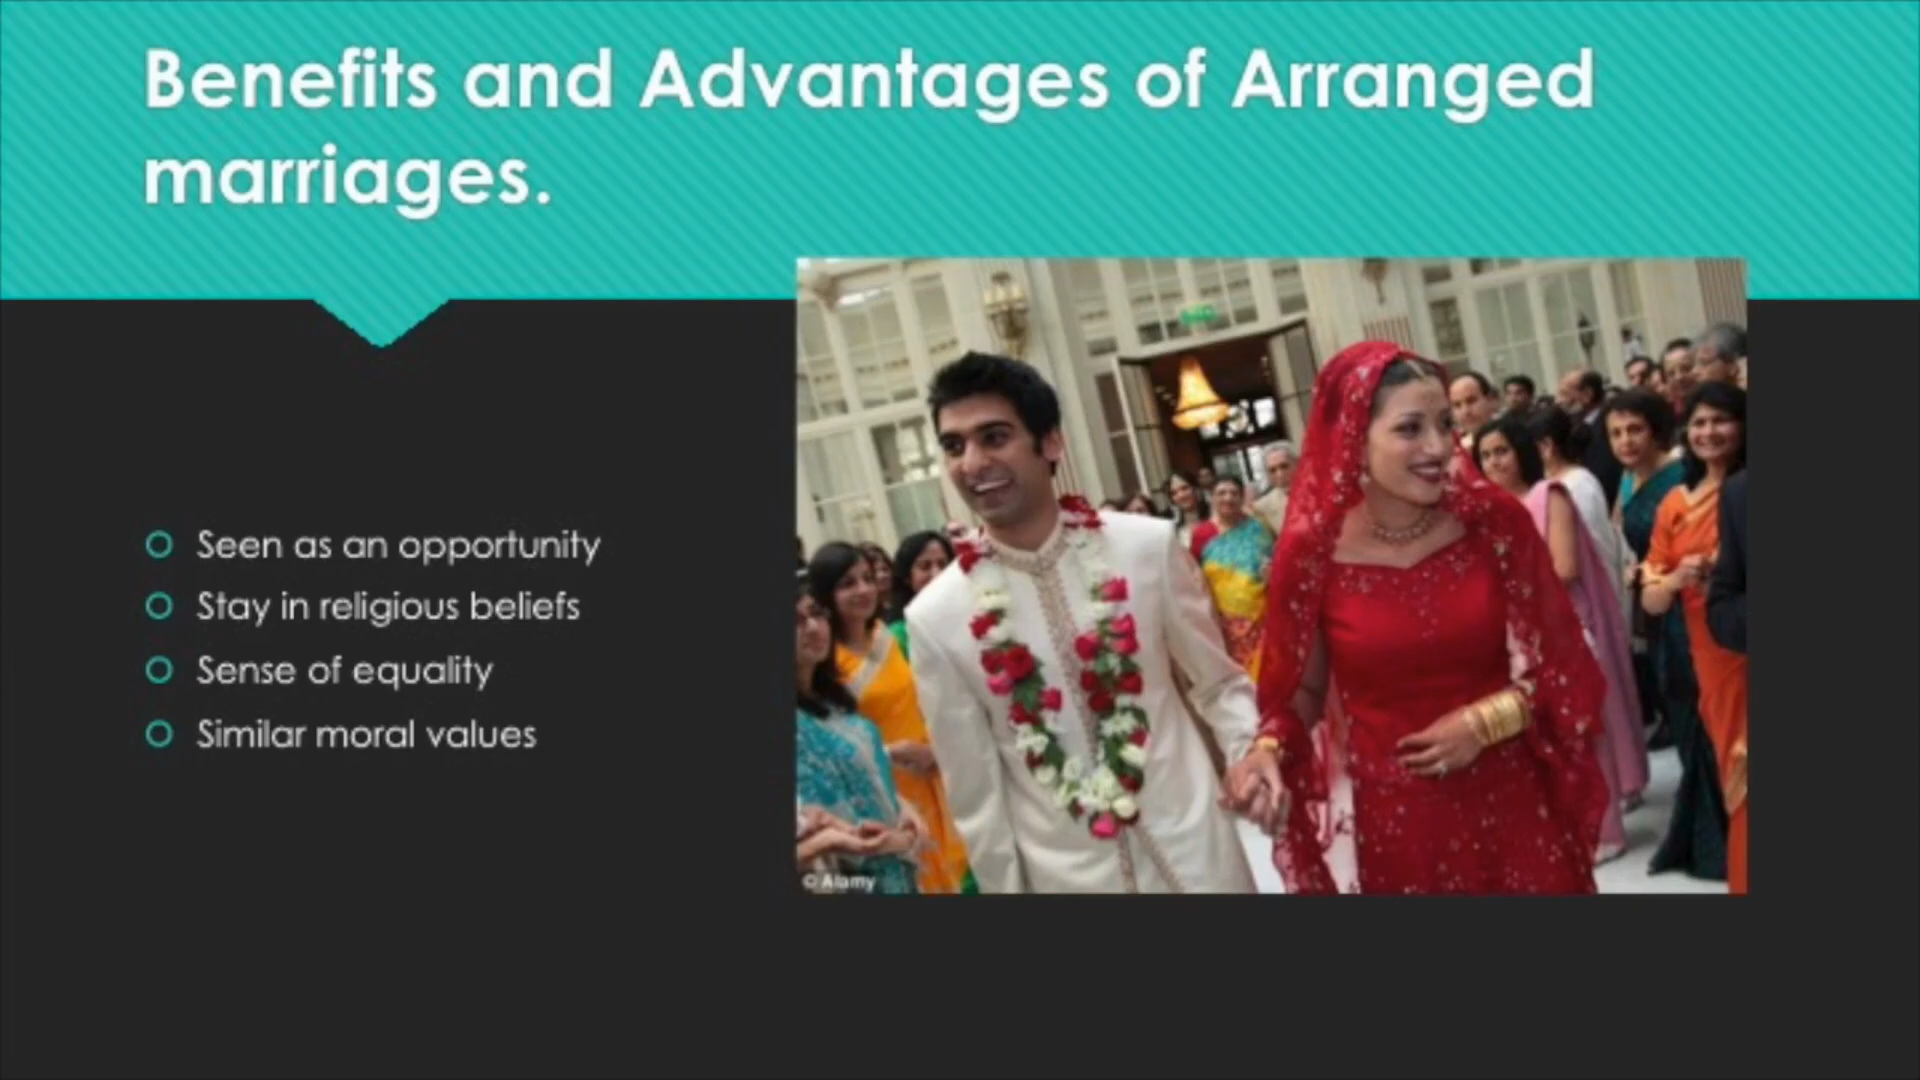 Benefits and Advantages of Arranged
marriages.
Seen as an opportunity
Stay in religious beliefs
Sense of equality
Similar moral values
© Alamy